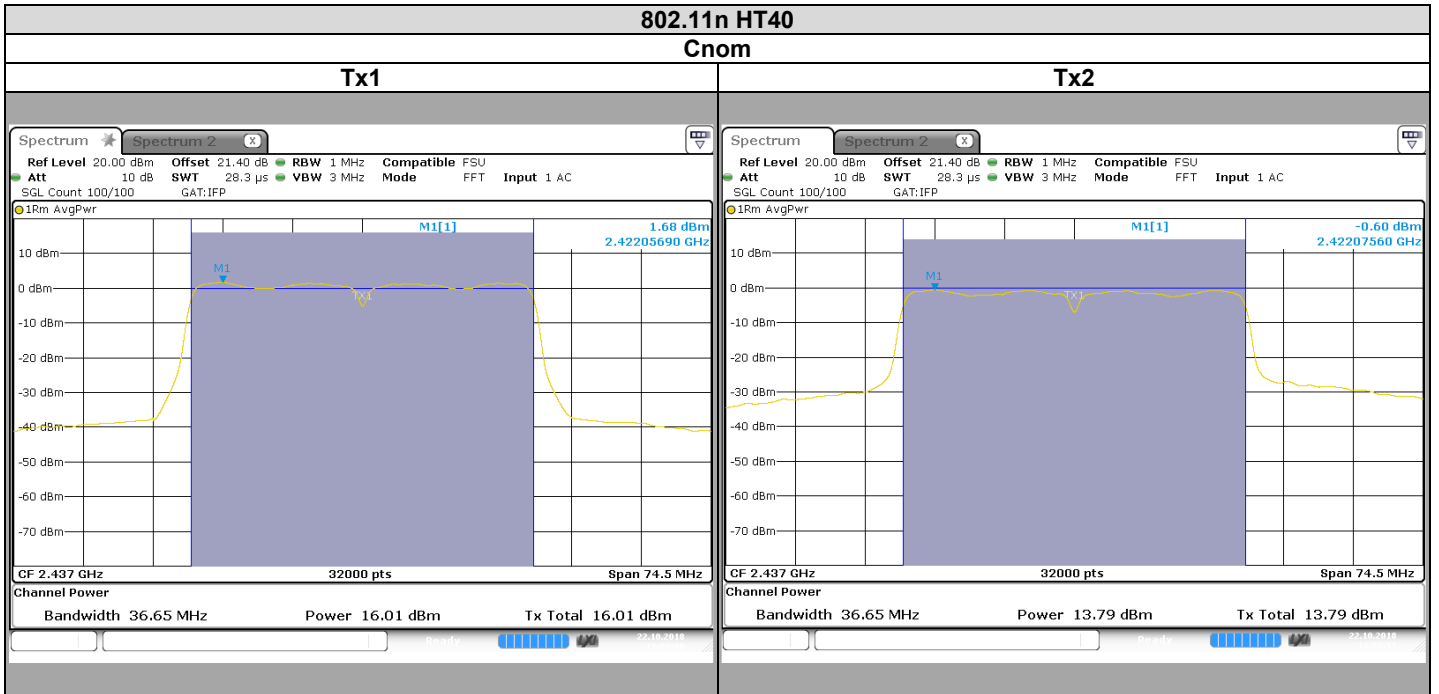 802.11n HT40
Cnom
Tx1
Tx2
Spectrum Spectrum 2 X
Ref Level 20.00 dBm Offset 21.40 dB RBW 1 MHz Compatible FSU
Att 10 dB SWT 28.3 µs VBW 3 MHz Mode FFT Input 1 AC
SGL Count 100/100 GAT:IFP
1Rm AvgPwr
M1[1] 1.68 dBm
2.42205690 GHz
10 dBm
M1
0 dBm
TX1
-10 dBm
-20 dBm
-30 dBm
-40 dBm
-50 dBm
-60 dBm
-70 dBm
CF 2.437 GHz 32000 pts Span 74.5 MHz
Channel Power
Bandwidth 36.65 MHz Power 16.01 dBm Tx Total 16.01 dBm
Ready 22.10.2018
Spectrum Spectrum 2 X
Ref Level 20.00 dBm Offset 21.40 dB RBW 1 MHz Compatible FSU
Att 10 dB SWT 28.3 µs VBW 3 MHz Mode FFT Input 1 AC
SGL Count 100/100 GAT:IFP
1Rm AvgPwr
M1[1] -0.60 dBm
2.42207560 GHz
10 dBm
M1
0 dBm
TX1
-10 dBm
-20 dBm
-30 dBm
-40 dBm
-50 dBm
-60 dBm
-70 dBm
CF 2.437 GHz 32000 pts Span 74.5 MHz
Channel Power
Bandwidth 36.65 MHz Power 13.79 dBm Tx Total 13.79 dBm
Ready 22.10.2018